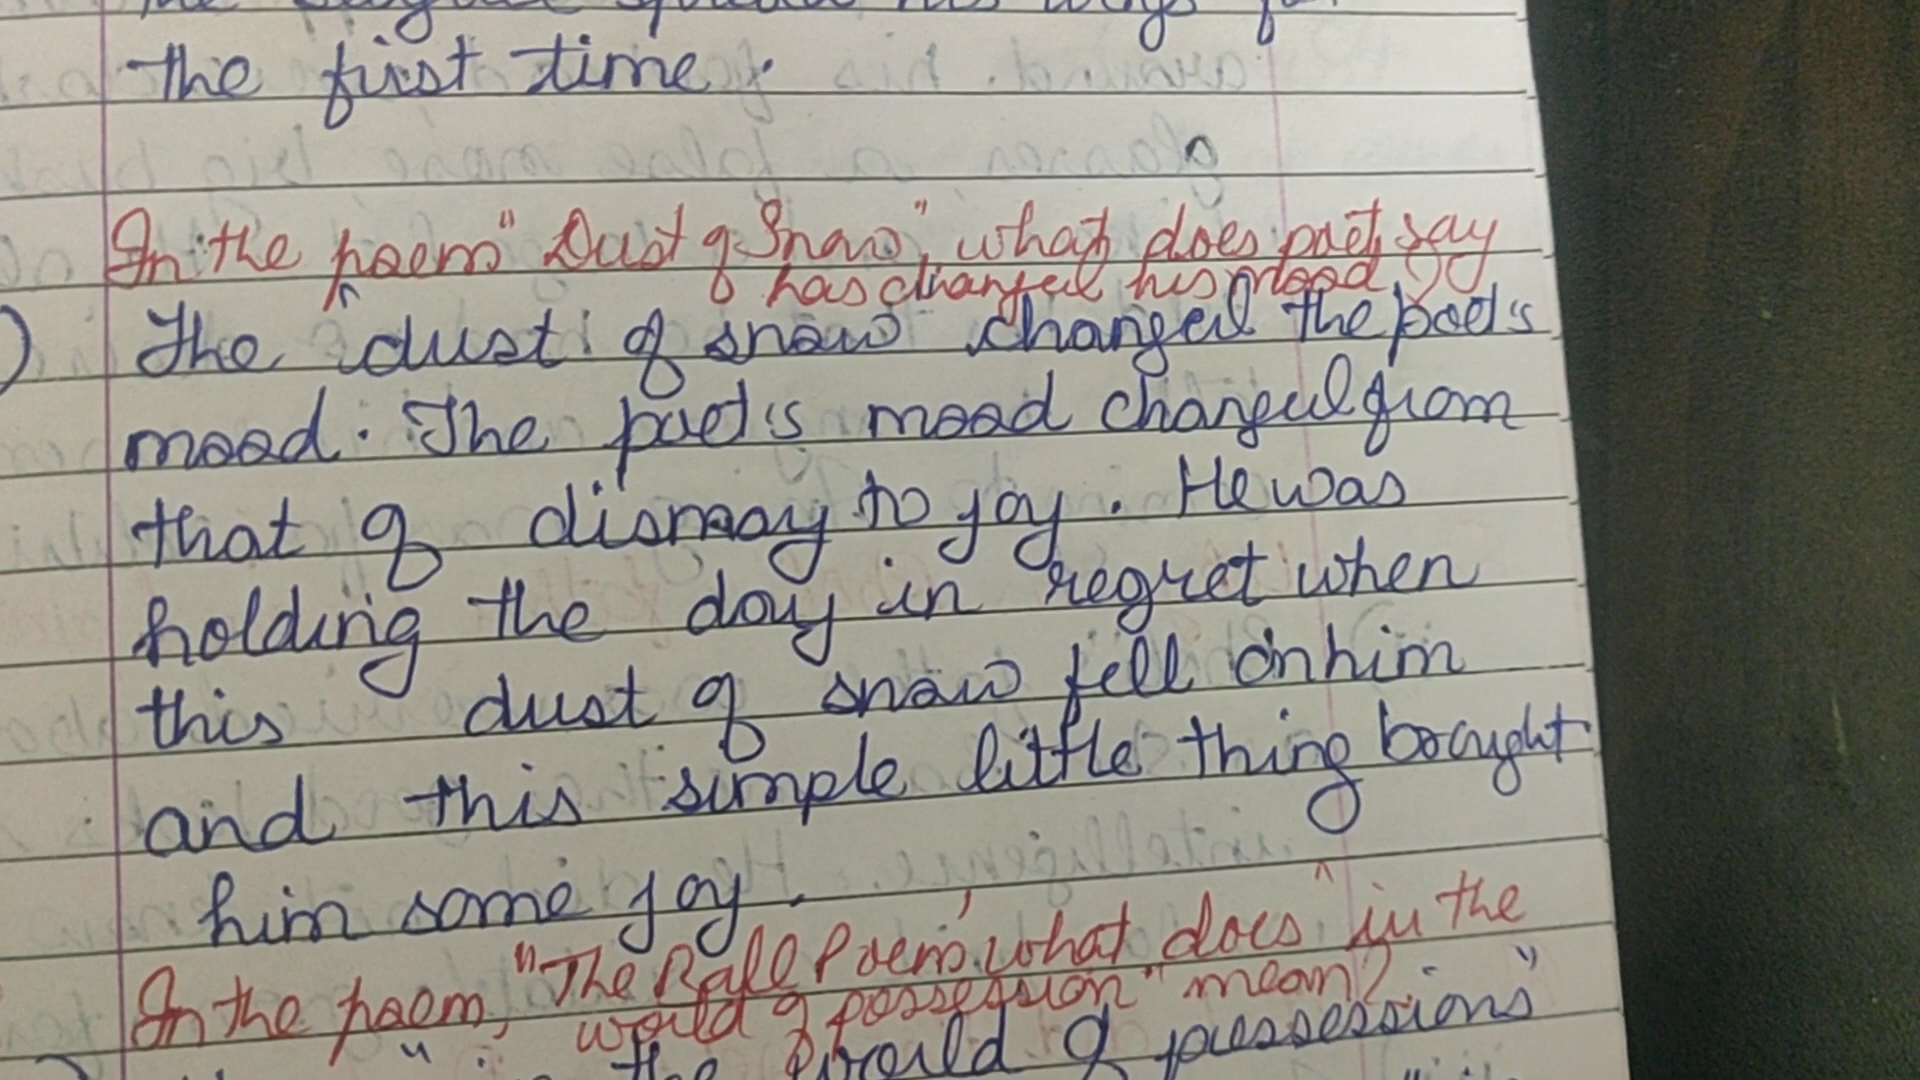 the first time.
In the poem "Dust of Snow", what does poet say
has changed his mood
The "dust of snow" changed the poet's
mood. The poet's mood changed from
that of dismay to joy. He was
holding the day in regret when
this dust of snow fell on him
and this simple little thing bought
him some joy.
In the poem, "The Ball Poem", what does "in the
world of possession" mean?
the world of possessions"